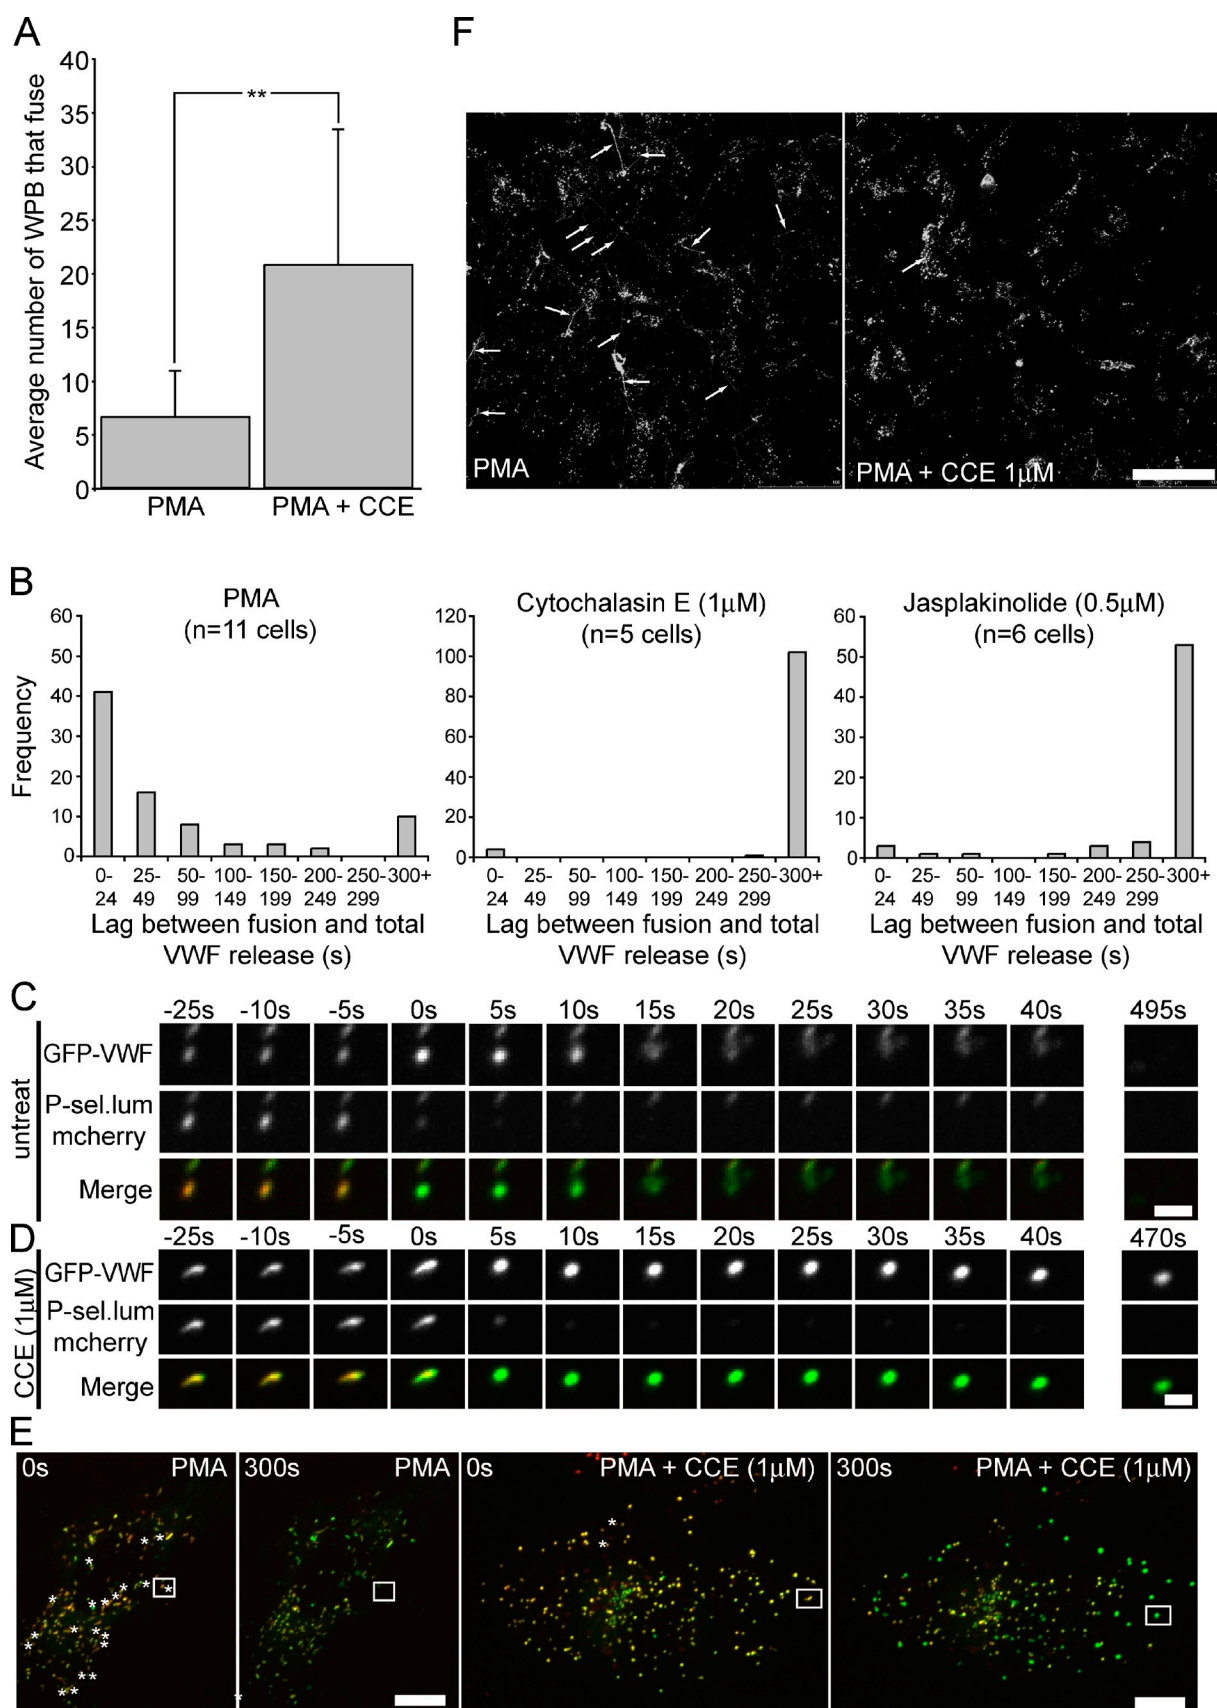 A
Average number of WPB that fuse
40
35
30
25
20
15
10
5
0
**
PMA
PMA + CCE
F
PMA
PMA + CCE 1μM
B
PMA
(n=11 cells)
Frequency
60
50
40
30
20
10
0
0-24
25-49
50-99
100-149
150-199
200-249
250-299
300+
Lag between fusion and total
VWF release (s)
Cytochalasin E (1μM)
(n=5 cells)
120
100
80
60
40
20
0
0-24
25-49
50-99
100-149
150-199
200-249
250-299
300+
Lag between fusion and total
VWF release (s)
Jasplakinolide (0.5μM)
(n=6 cells)
60
50
40
30
20
10
0
0-24
25-49
50-99
100-149
150-199
200-249
250-299
300+
Lag between fusion and total
VWF release (s)
C
-25s -10s -5s 0s 5s 10s 15s 20s 25s 30s 35s 40s 495s
untreat
GFP-VWF
P-sel.lum
mcherry
Merge
D
-25s -10s -5s 0s 5s 10s 15s 20s 25s 30s 35s 40s 470s
CCE (1μM)
GFP-VWF
P-sel.lum
mcherry
Merge
E
0s PMA
300s PMA
0s PMA + CCE (1μM)
300s PMA + CCE (1μM)